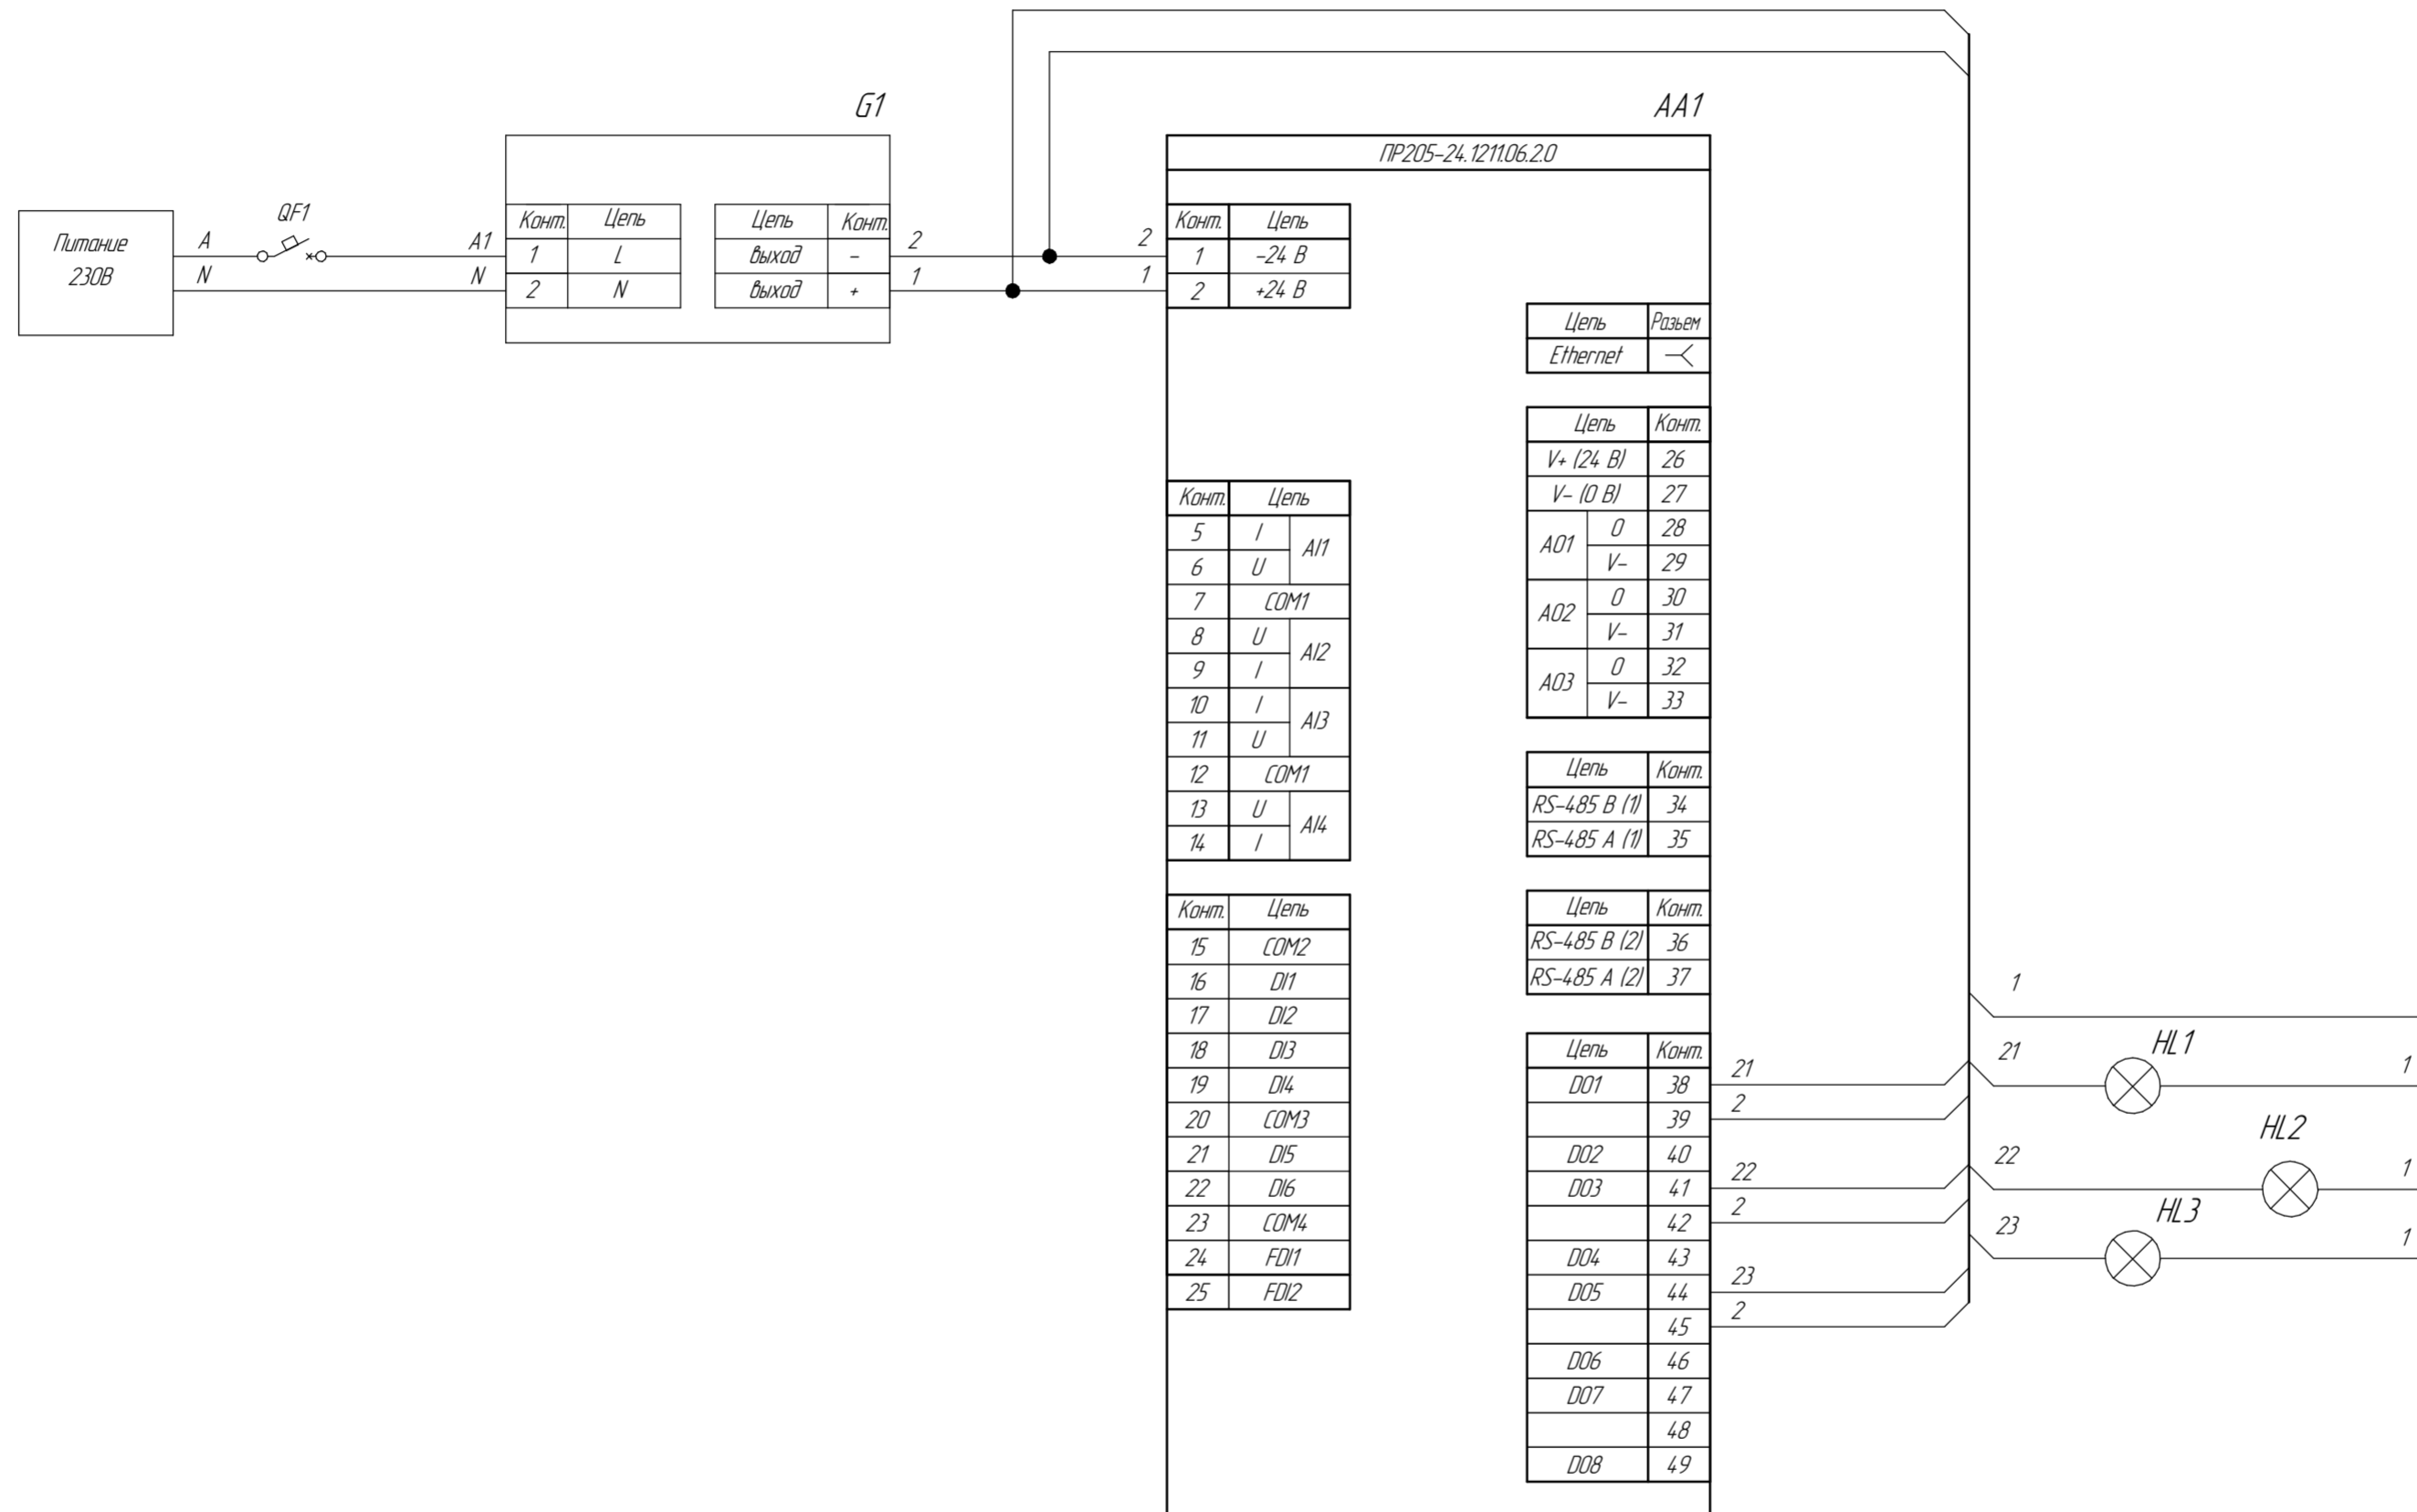 G1
AA1
ПР205-24.1211.06.2.0
Питание
230В
A
QF1
A1
N
N
Конт. Цепь
1 L
2 N
Цепь Конт.
Выход -
Выход +
2
2
1
1
Конт. Цепь
1 -24 В
2 +24 В
Цепь Разъем
Ethernet
Цепь Конт.
V+ (24 В) 26
V- (0 В) 27
AO1 O 28
V- 29
AO2 O 30
V- 31
AO3 O 32
V- 33
Конт. Цепь
5 I AI1
6 U
7 COM1
8 U AI2
9 I
10 I AI3
11 U
12 COM1
13 U AI4
14 I
Цепь Конт.
RS-485 B (1) 34
RS-485 A (1) 35
Цепь Конт.
RS-485 B (2) 36
RS-485 A (2) 37
Конт. Цепь
15 COM2
16 DI1
17 DI2
18 DI3
19 DI4
20 COM3
21 DI5
22 DI6
23 COM4
24 FDI1
25 FDI2
Цепь Конт.
DO1 38
39
DO2 40
DO3 41
42
DO4 43
DO5 44
45
DO6 46
DO7 47
48
DO8 49
21
2
22
2
23
2
1
21
HL1
1
22
HL2
1
23
HL3
1